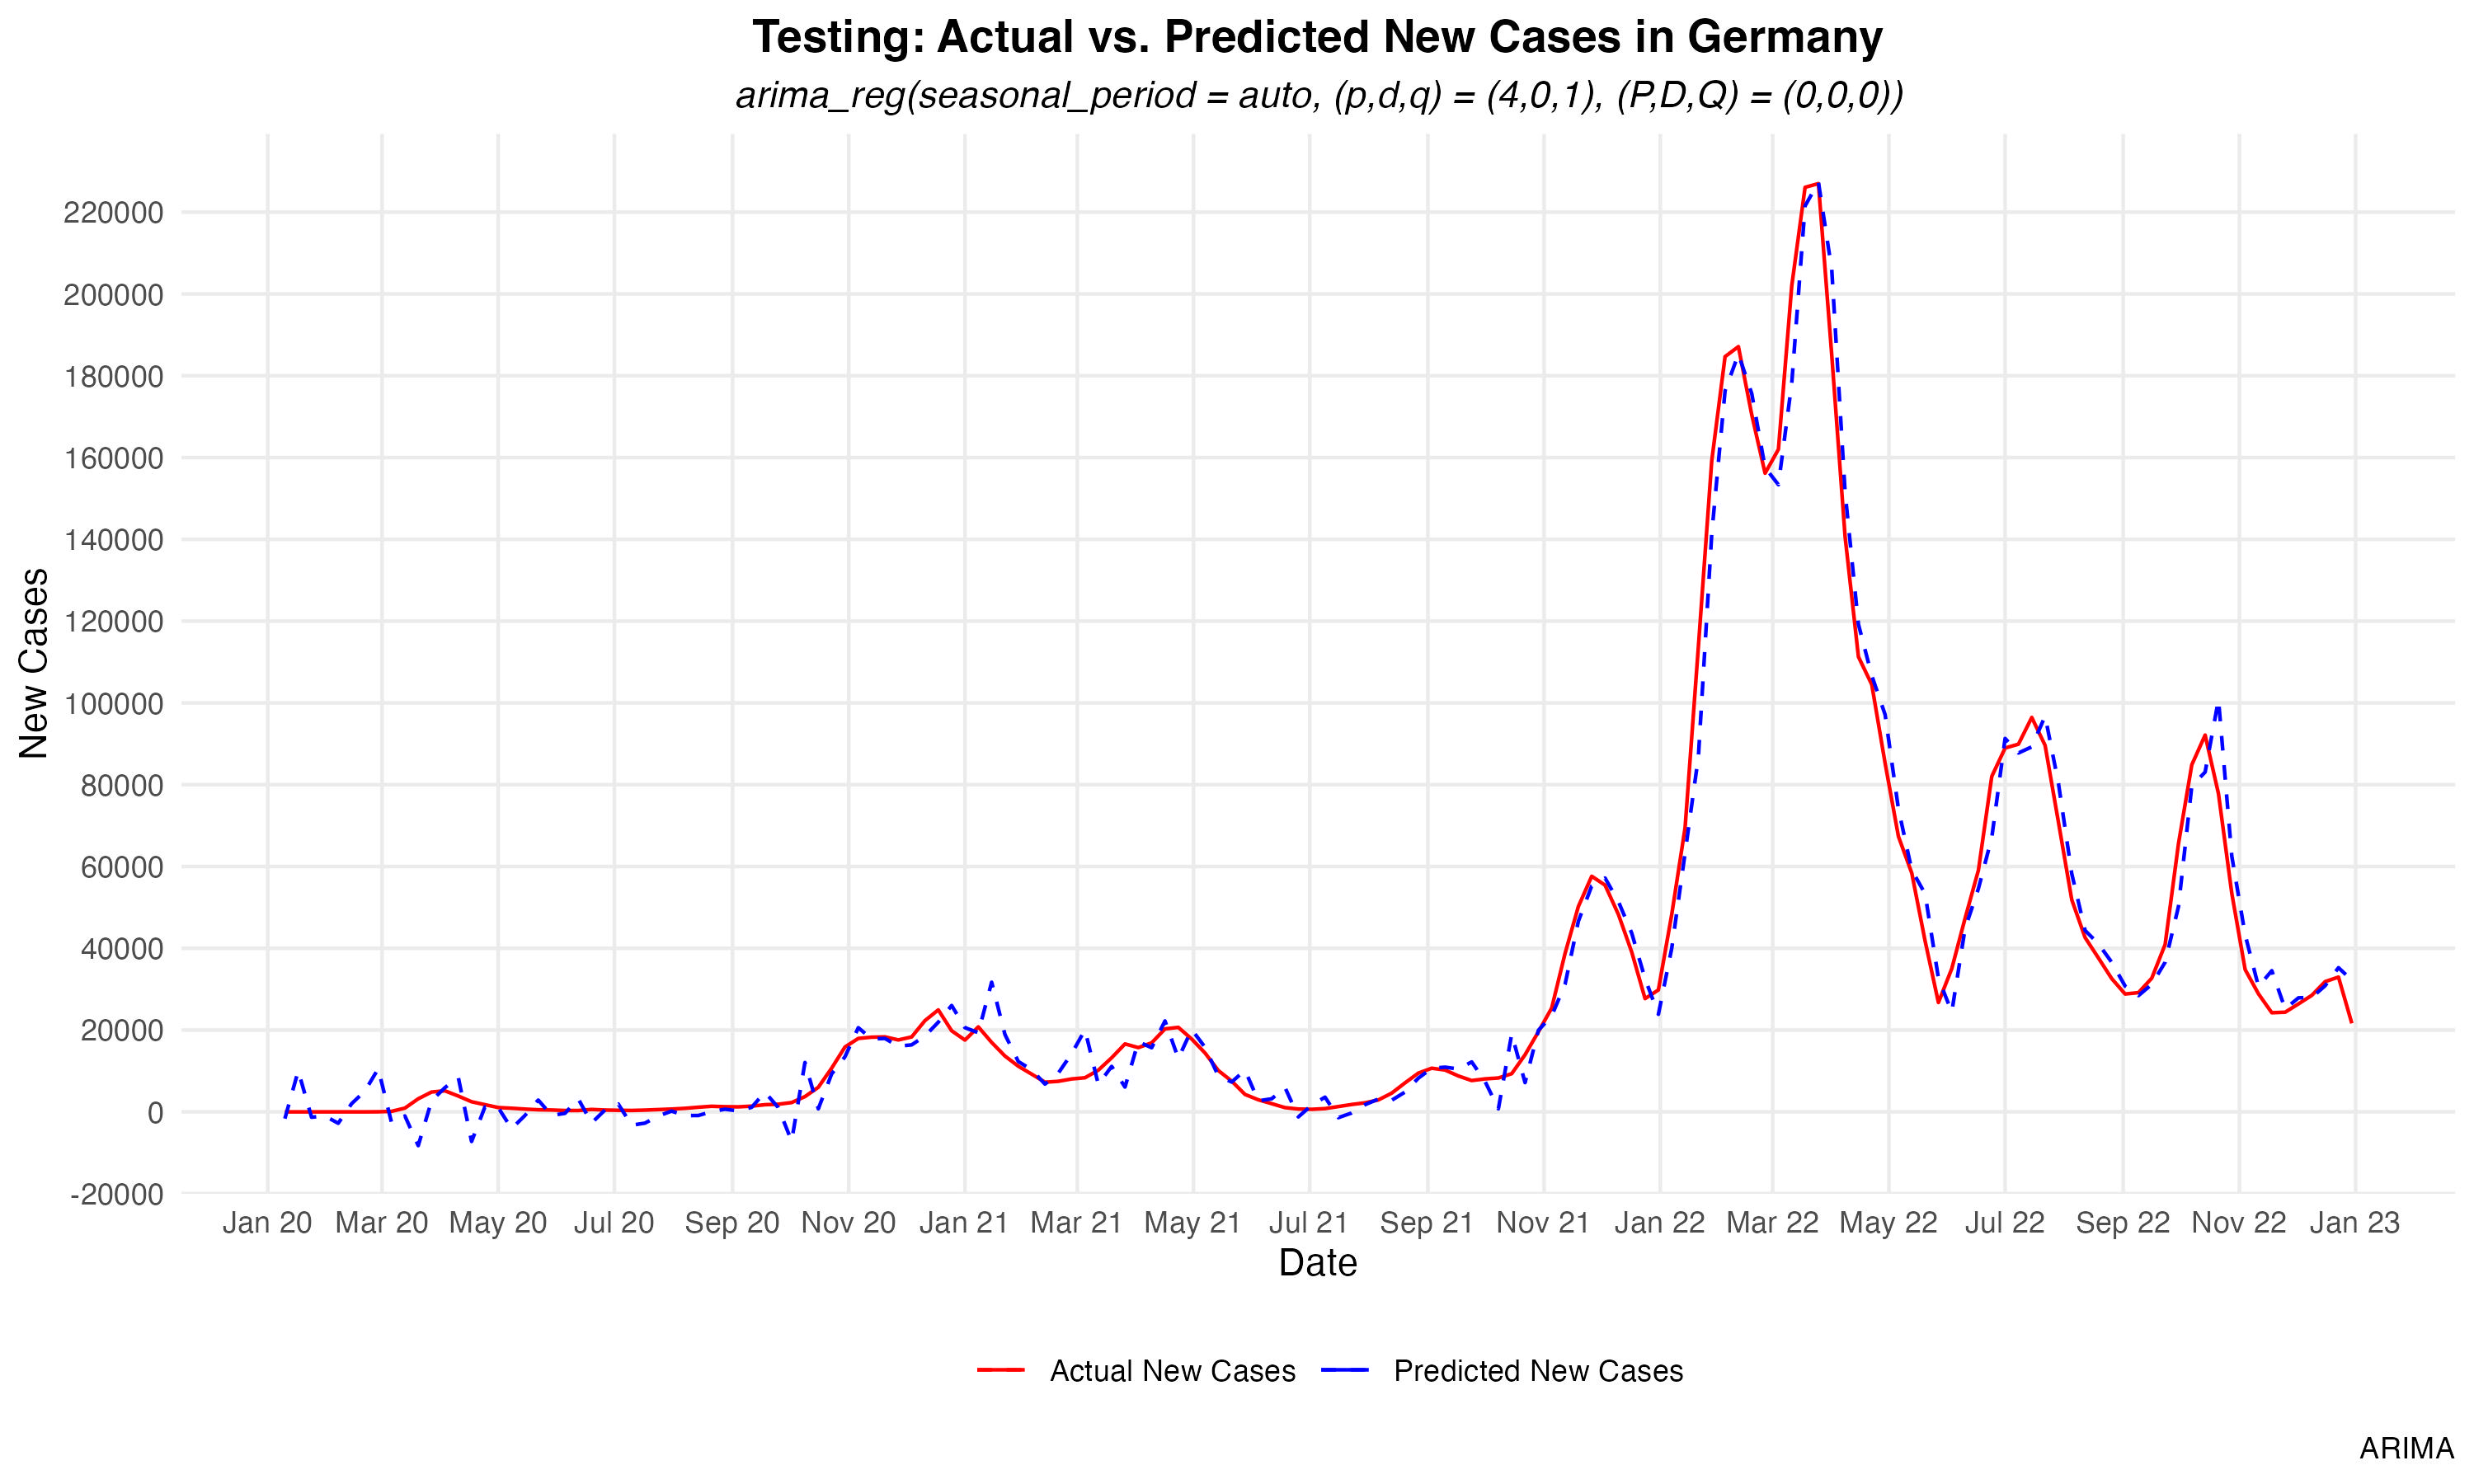 Testing: Actual vs. Predicted New Cases in Germany
arima_reg(seasonal_period = auto, (p,d,q) = (4,0,1), (P,D,Q) = (0,0,0))
New Cases
220000
200000
180000
160000
140000
120000
100000
80000
60000
40000
20000
0
-20000
Jan 20 Mar 20 May 20 Jul 20 Sep 20 Nov 20 Jan 21 Mar 21 May 21 Jul 21 Sep 21 Nov 21 Jan 22 Mar 22 May 22 Jul 22 Sep 22 Nov 22 Jan 23
Date
Actual New Cases Predicted New Cases
ARIMA